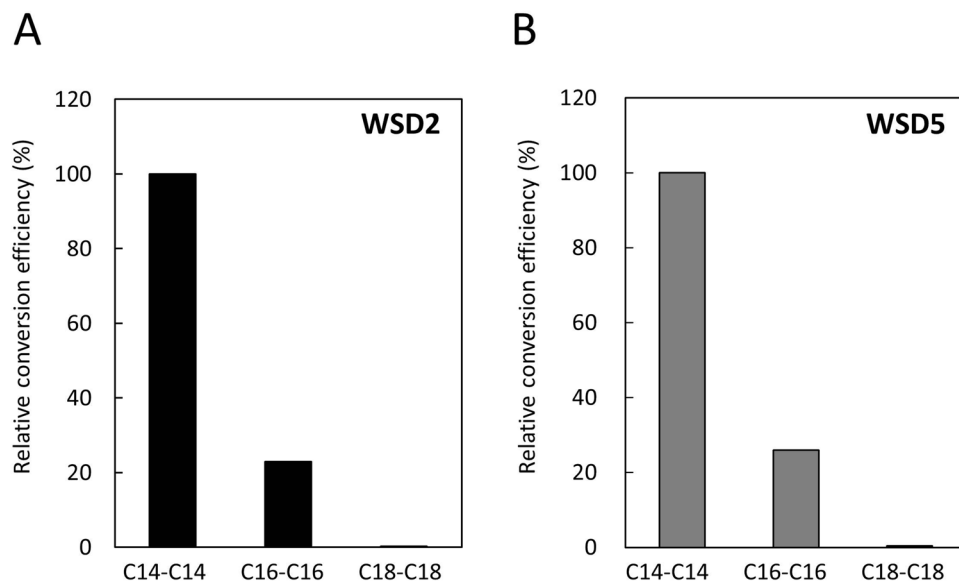 A
Relative conversion efficiency (%)
120
100
80
60
40
20
0
WSD2
C14-C14 C16-C16 C18-C18
B
Relative conversion efficiency (%)
120
100
80
60
40
20
0
WSD5
C14-C14 C16-C16 C18-C18